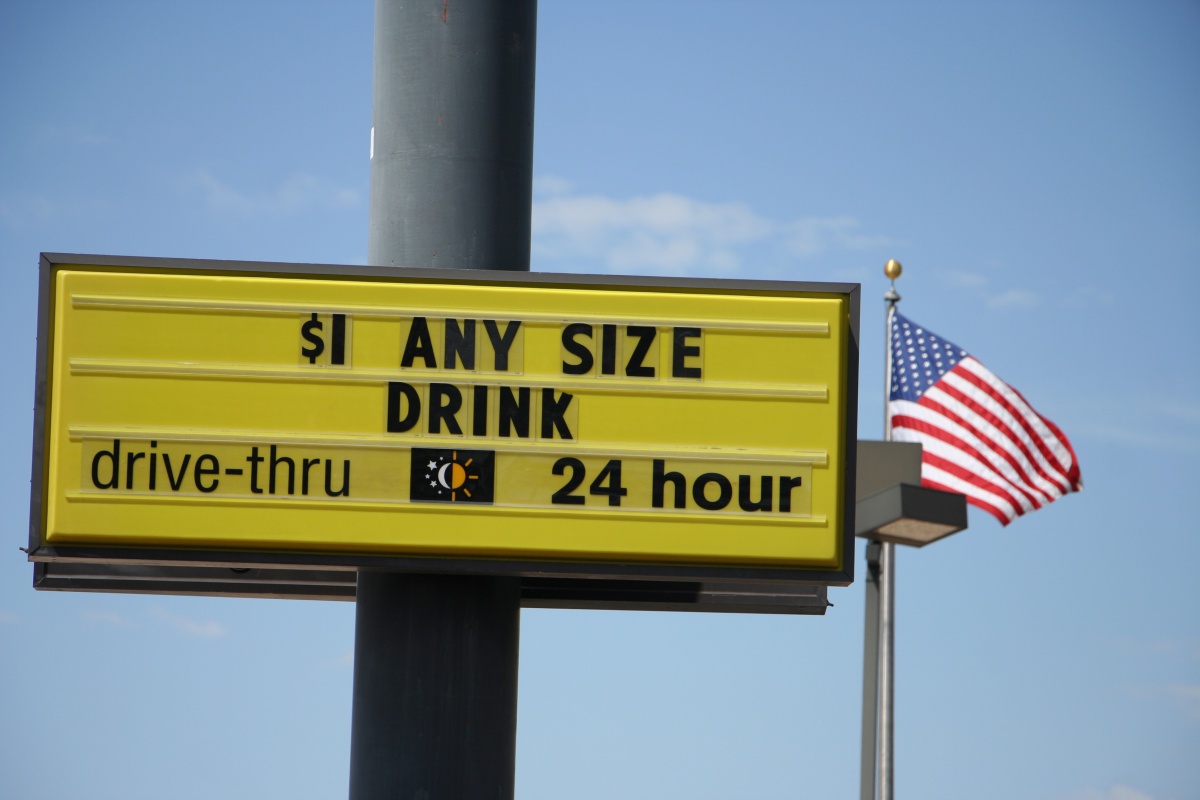 $1 ANY SIZE
DRINK
drive-thru 24 hour